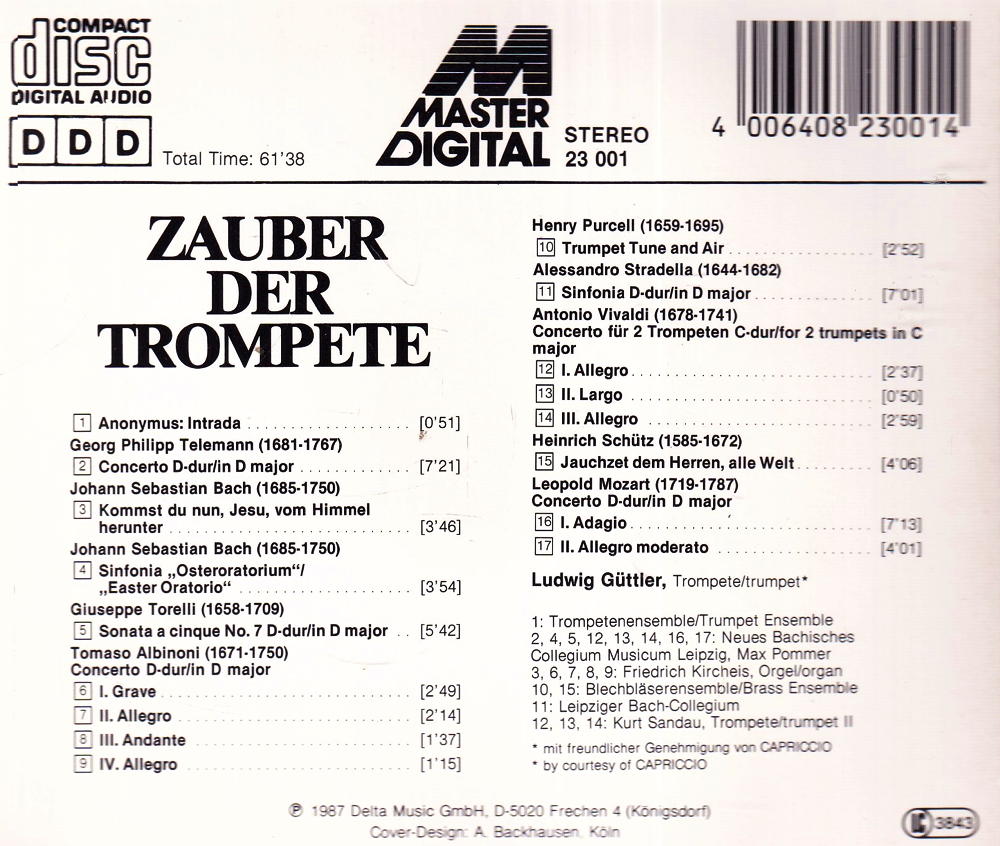 COMPACT
disc
DIGITAL AUDIO
DDD
Total Time: 61'38
M
MASTER
DIGITAL
STEREO
23 001
4 006408 230014
ZAUBER
DER
TROMPETE
1 Anonymus: Intrada [0'51]
Georg Philipp Telemann (1681-1767)
2 Concerto D-dur/in D major [7'21]
Johann Sebastian Bach (1685-1750)
3 Kommst du nun, Jesu, vom Himmel
herunter [3'46]
Johann Sebastian Bach (1685-1750)
4 Sinfonia „Osteroratorium“/
„Easter Oratorio“ [3'54]
Giuseppe Torelli (1658-1709)
5 Sonata a cinque No. 7 D-dur/in D major [5'42]
Tomaso Albinoni (1671-1750)
Concerto D-dur/in D major
6 I. Grave [2'49]
7 II. Allegro [2'14]
8 III. Andante [1'37]
9 IV. Allegro [1'15]
Henry Purcell (1659-1695)
10 Trumpet Tune and Air [2'52]
Alessandro Stradella (1644-1682)
11 Sinfonia D-dur/in D major [7'01]
Antonio Vivaldi (1678-1741)
Concerto für 2 Trompeten C-dur/for 2 trumpets in C
major
12 I. Allegro [2'37]
13 II. Largo [0'50]
14 III. Allegro [2'59]
Heinrich Schütz (1585-1672)
15 Jauchzet dem Herren, alle Welt [4'06]
Leopold Mozart (1719-1787)
Concerto D-dur/in D major
16 I. Adagio [7'13]
17 II. Allegro moderato [4'01]
Ludwig Güttler, Trompete/trumpet*
1: Trompetenensemble/Trumpet Ensemble
2, 4, 5, 12, 13, 14, 16, 17: Neues Bachisches
Collegium Musicum Leipzig, Max Pommer
3, 6, 7, 8, 9: Friedrich Kircheis, Orgel/organ
10, 15: Blechbläserensemble/Brass Ensemble
11: Leipziger Bach-Collegium
12, 13, 14: Kurt Sandau, Trompete/trumpet II
* mit freundlicher Genehmigung von CAPRICCIO
* by courtesy of CAPRICCIO
℗ 1987 Delta Music GmbH, D-5020 Frechen 4 (Königsdorf)
Cover-Design: A. Backhausen, Köln
LC 3843